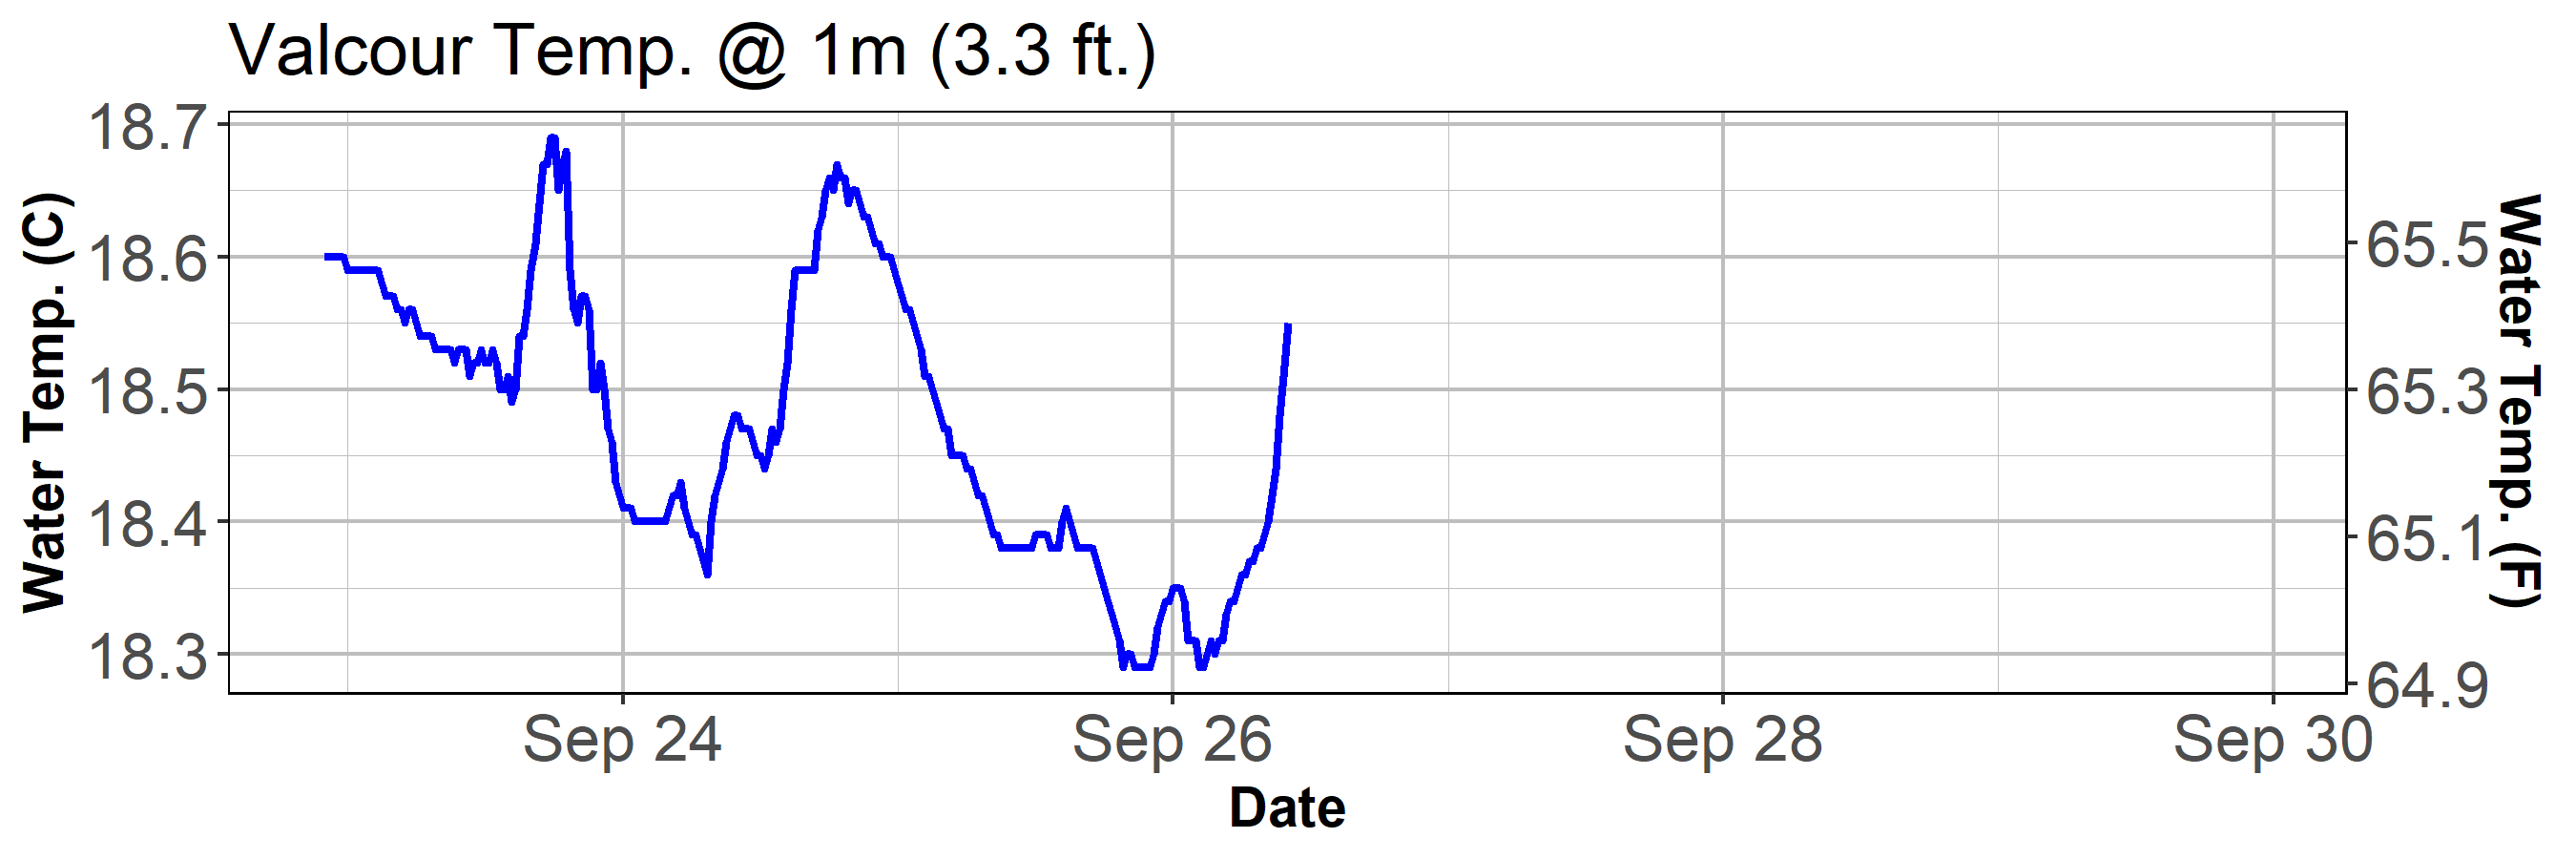 Valcour Temp. @ 1m (3.3 ft.)
Water Temp. (C)
18.7
18.6
18.5
18.4
18.3
65.5
65.3
65.1
64.9
Water Temp. (F)
Sep 24
Sep 26
Sep 28
Sep 30
Date